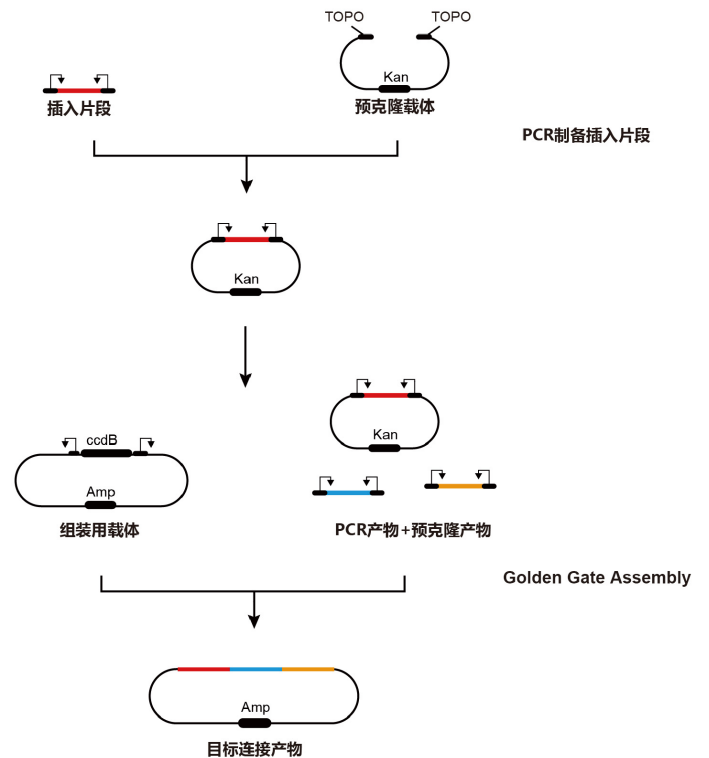 TOPO
TOPO
Kan
插入片段
预克隆载体
PCR制备插入片段
Kan
Kan
ccdB
Amp
组装用载体
PCR产物+预克隆产物
Golden Gate Assembly
Amp
目标连接产物